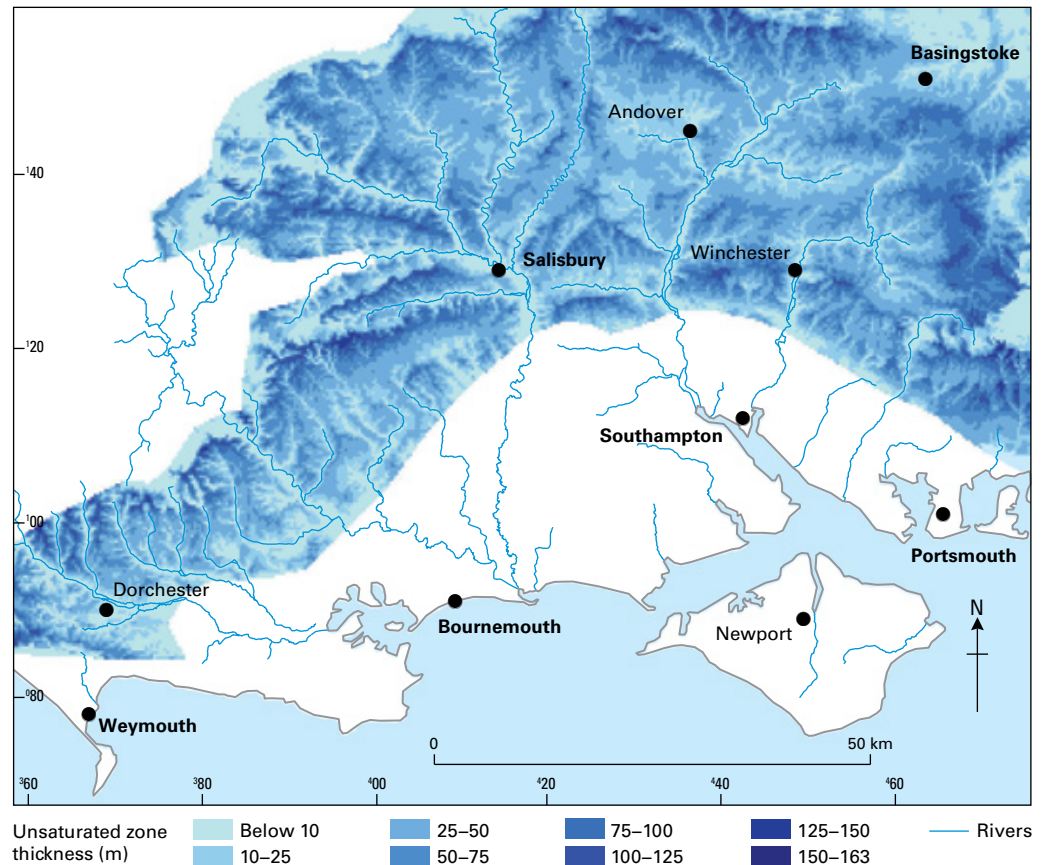 Basingstoke
Andover
¹40
Salisbury
Winchester
¹20
Southampton
¹00
Portsmouth
Dorchester
N
Bournemouth
Newport
⁰80
Weymouth
0 50 km
³60 ³80 ⁴00 ⁴20 ⁴40 ⁴60
Unsaturated zone
thickness (m)
Below 10 25–50 75–100 125–150 Rivers
10–25 50–75 100–125 150–163